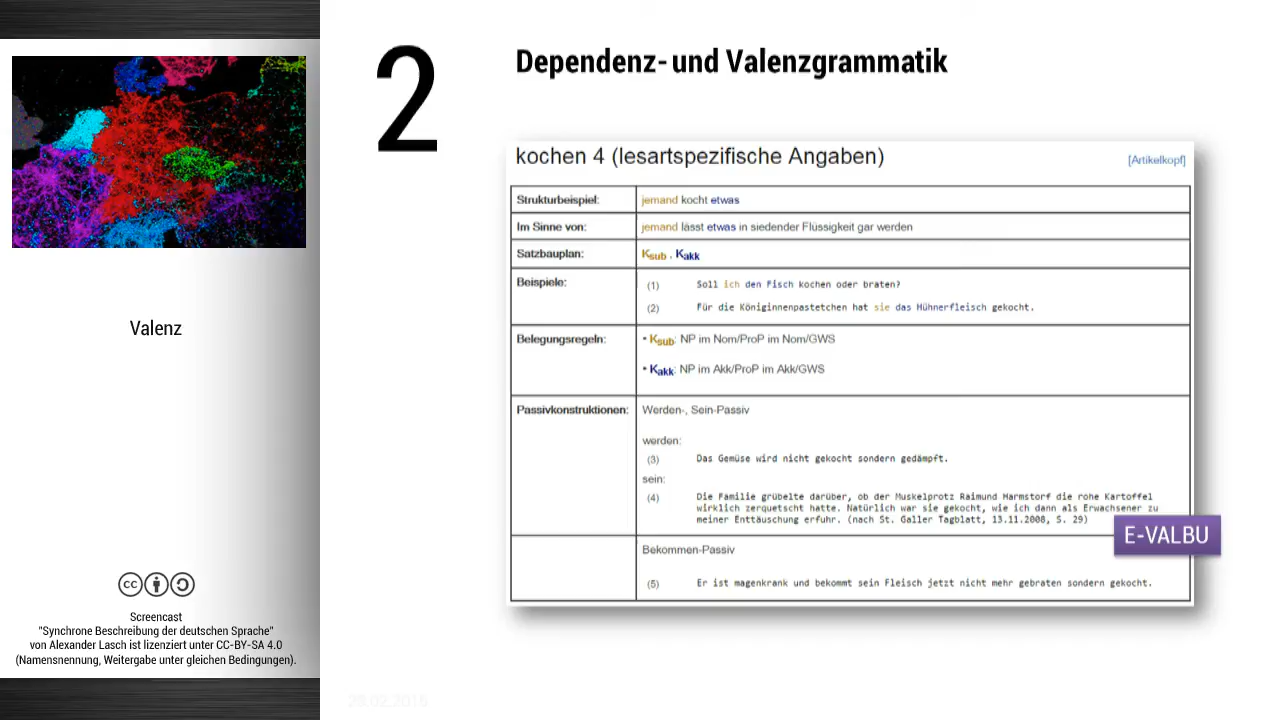 2
Dependenz- und Valenzgrammatik
Valenz
kochen 4 (lesartspezifische Angaben)
[Artikelkopf]
Strukturbeispiel: jemand kocht etwas
Im Sinne von: jemand lässt etwas in siedender Flüssigkeit gar werden
Satzbauplan: Ksub , Kakk
Beispiele: (1) Soll ich den Fisch kochen oder braten?
(2) Für die Königinnenpastetchen hat sie das Hühnerfleisch gekocht.
Belegungsregeln: • Ksub: NP im Nom/ProP im Nom/GWS
• Kakk: NP im Akk/ProP im Akk/GWS
Passivkonstruktionen: Werden-, Sein-Passiv
werden:
(3) Das Gemüse wird nicht gekocht sondern gedämpft.
sein:
(4) Die Familie grübelte darüber, ob der Muskelprotz Raimund Harmstorf die rohe Kartoffel
wirklich zerquetscht hatte. Natürlich war sie gekocht, wie ich dann als Erwachsener zu
meiner Enttäuschung erfuhr. (nach St. Galler Tagblatt, 13.11.2008, S. 29)
E-VALBU
Bekommen-Passiv
(5) Er ist magenkrank und bekommt sein Fleisch jetzt nicht mehr gebraten sondern gekocht.
cc
Screencast
"Synchrone Beschreibung der deutschen Sprache"
von Alexander Lasch ist lizenziert unter CC-BY-SA 4.0
(Namensnennung, Weitergabe unter gleichen Bedingungen).